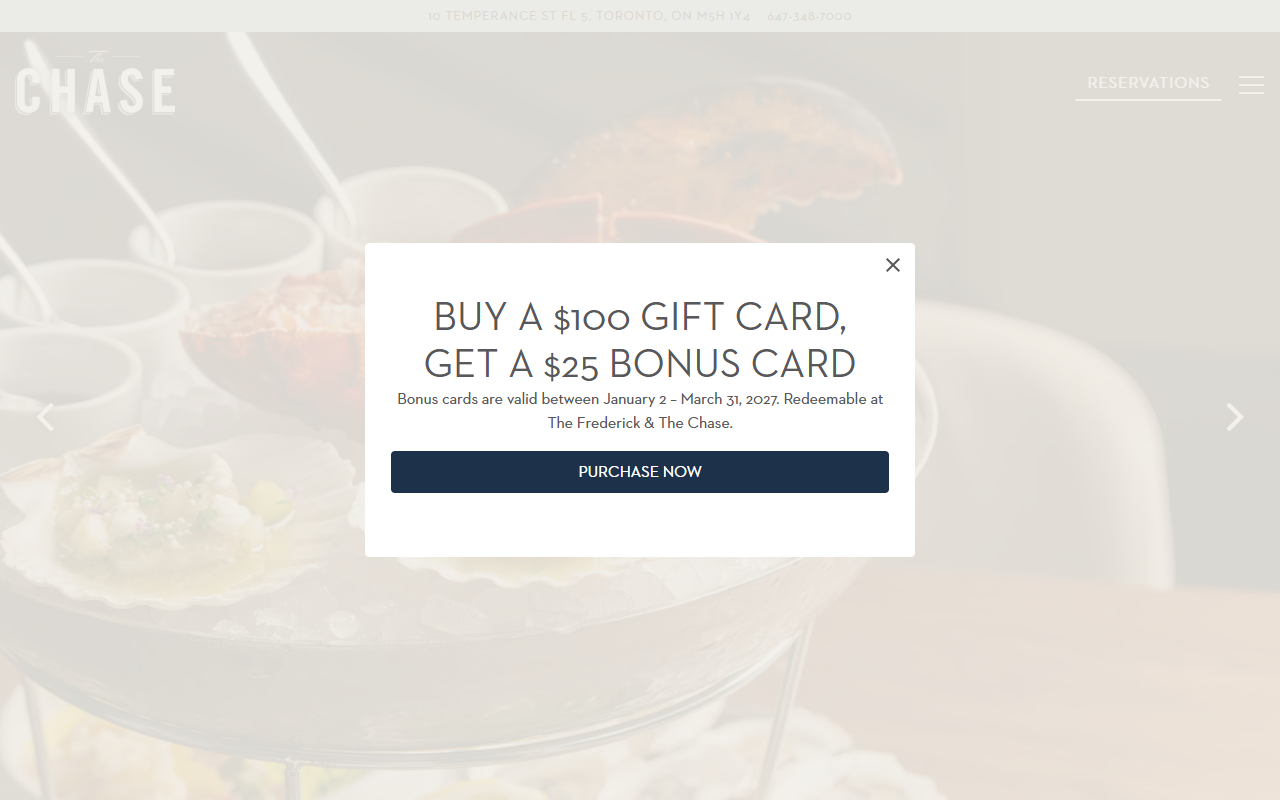 10 TEMPERANCE ST FL 5, TORONTO, ON M5H 1Y4 647-348-7000
The
CHASE
RESERVATIONS
BUY A $100 GIFT CARD,
GET A $25 BONUS CARD
Bonus cards are valid between January 2 – March 31, 2027. Redeemable at
The Frederick & The Chase.
PURCHASE NOW